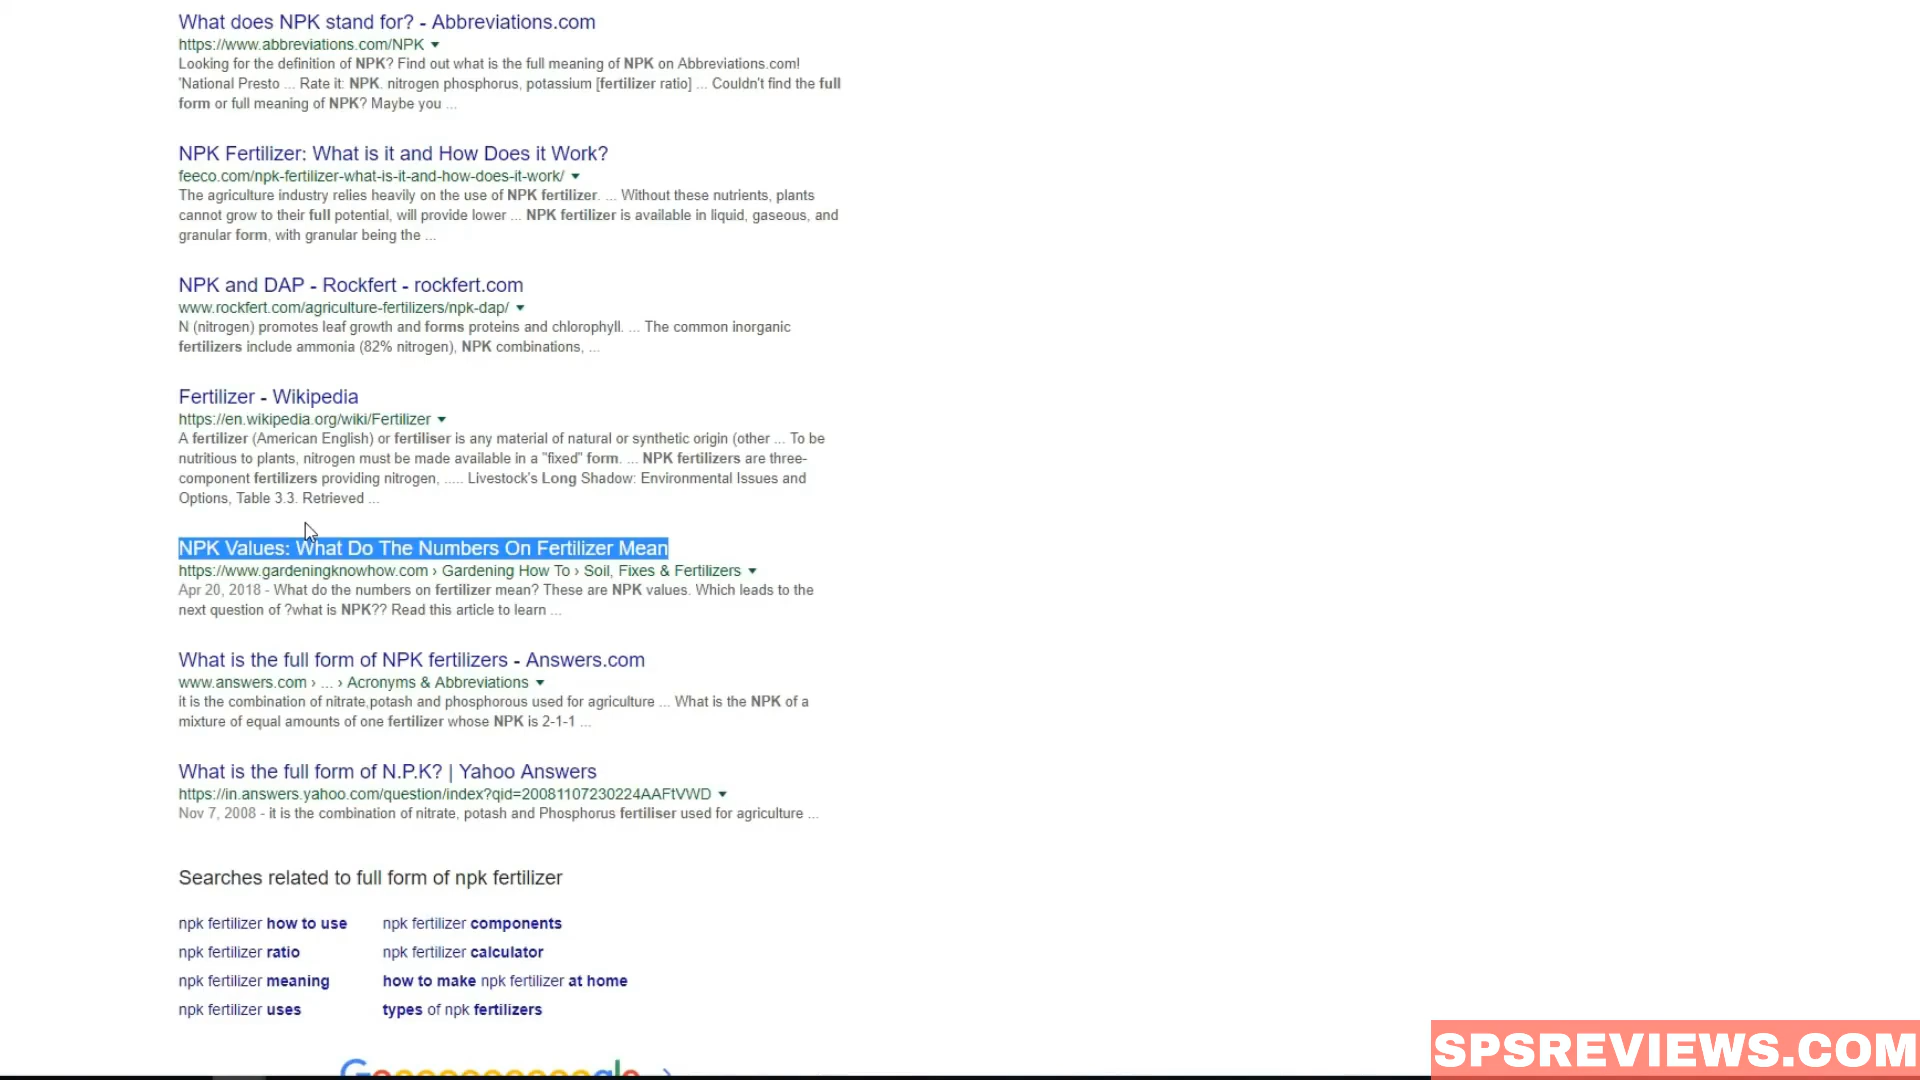 What does NPK stand for? - Abbreviations.com
https://www.abbreviations.com/NPK
Looking for the definition of NPK? Find out what is the full meaning of NPK on Abbreviations.com!
'National Presto ... Rate it: NPK. nitrogen phosphorus, potassium [fertilizer ratio] ... Couldn't find the full
form or full meaning of NPK? Maybe you ...
NPK Fertilizer: What is it and How Does it Work?
feeco.com/npk-fertilizer-what-is-it-and-how-does-it-work/
The agriculture industry relies heavily on the use of NPK fertilizer. ... Without these nutrients, plants
cannot grow to their full potential, will provide lower ... NPK fertilizer is available in liquid, gaseous, and
granular form, with granular being the ...
NPK and DAP - Rockfert - rockfert.com
www.rockfert.com/agriculture-fertilizers/npk-dap/
N (nitrogen) promotes leaf growth and forms proteins and chlorophyll. ... The common inorganic
fertilizers include ammonia (82% nitrogen), NPK combinations, ...
Fertilizer - Wikipedia
https://en.wikipedia.org/wiki/Fertilizer
A fertilizer (American English) or fertiliser is any material of natural or synthetic origin (other ... To be
nutritious to plants, nitrogen must be made available in a "fixed" form. ... NPK fertilizers are three-
component fertilizers providing nitrogen, ..... Livestock's Long Shadow: Environmental Issues and
Options, Table 3.3. Retrieved ...
NPK Values: What Do The Numbers On Fertilizer Mean
https://www.gardeningknowhow.com › Gardening How To › Soil, Fixes & Fertilizers
Apr 20, 2018 - What do the numbers on fertilizer mean? These are NPK values. Which leads to the
next question of ?what is NPK?? Read this article to learn ...
What is the full form of NPK fertilizers - Answers.com
www.answers.com › ... › Acronyms & Abbreviations
it is the combination of nitrate,potash and phosphorous used for agriculture ... What is the NPK of a
mixture of equal amounts of one fertilizer whose NPK is 2-1-1 ...
What is the full form of N.P.K? | Yahoo Answers
https://in.answers.yahoo.com/question/index?qid=20081107230224AAFtVWD
Nov 7, 2008 - it is the combination of nitrate, potash and Phosphorus fertiliser used for agriculture ...
Searches related to full form of npk fertilizer
npk fertilizer how to use npk fertilizer components
npk fertilizer ratio npk fertilizer calculator
npk fertilizer meaning how to make npk fertilizer at home
npk fertilizer uses types of npk fertilizers
Goooooooooogle
SPSREVIEWS.COM